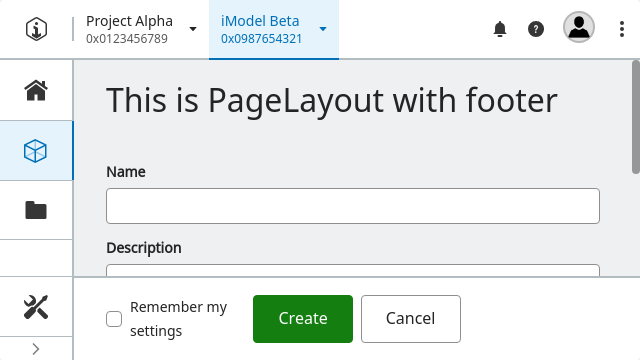 Project Alpha
0x0123456789
iModel Beta
0x0987654321
This is PageLayout with footer
Name
Description
Remember my
settings
Create
Cancel